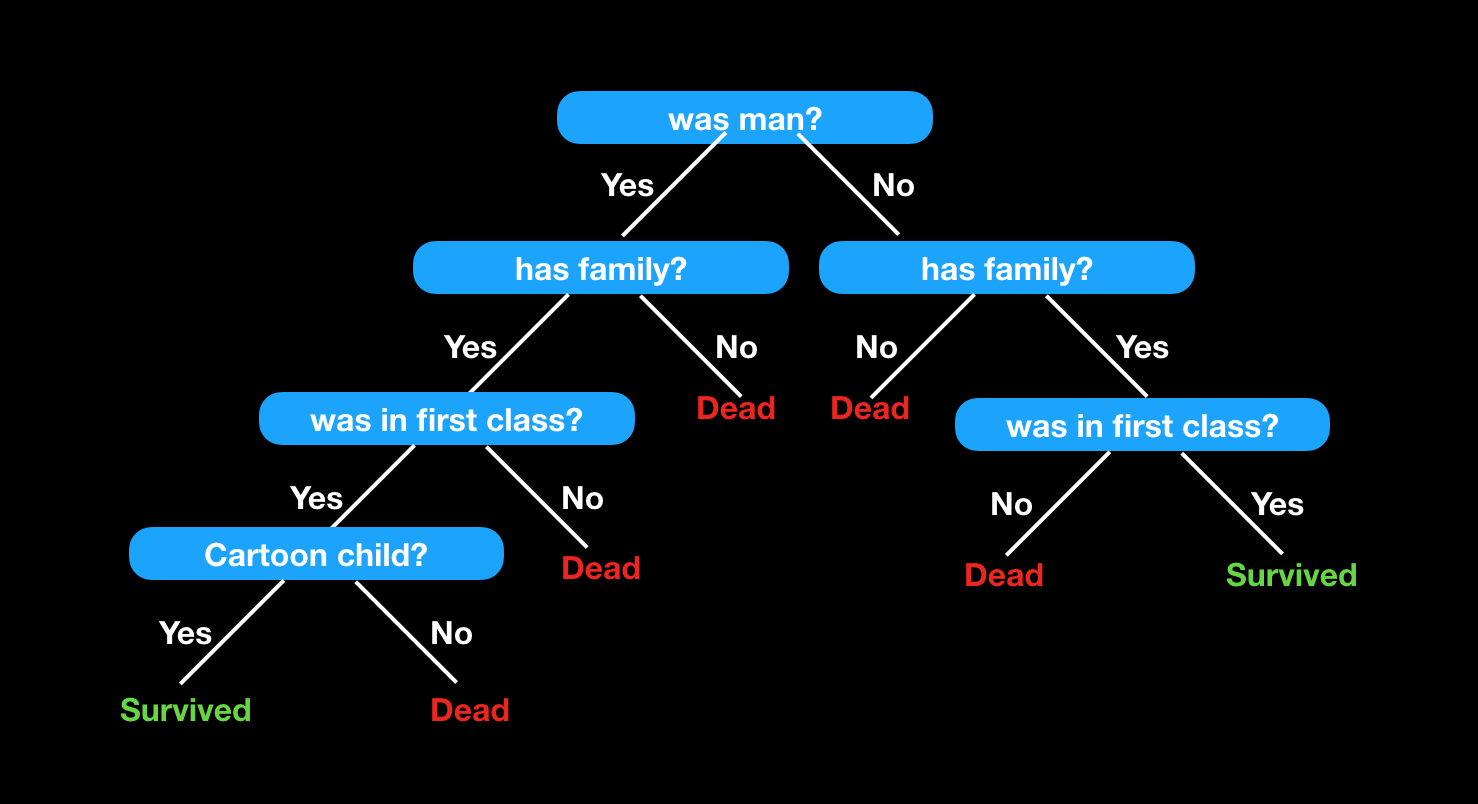 was man?
Yes
No
has family?
has family?
Yes
No
No
Yes
Dead
Dead
was in first class?
was in first class?
Yes
No
No
Yes
Cartoon child?
Dead
Dead
Survived
Yes
No
Survived
Dead